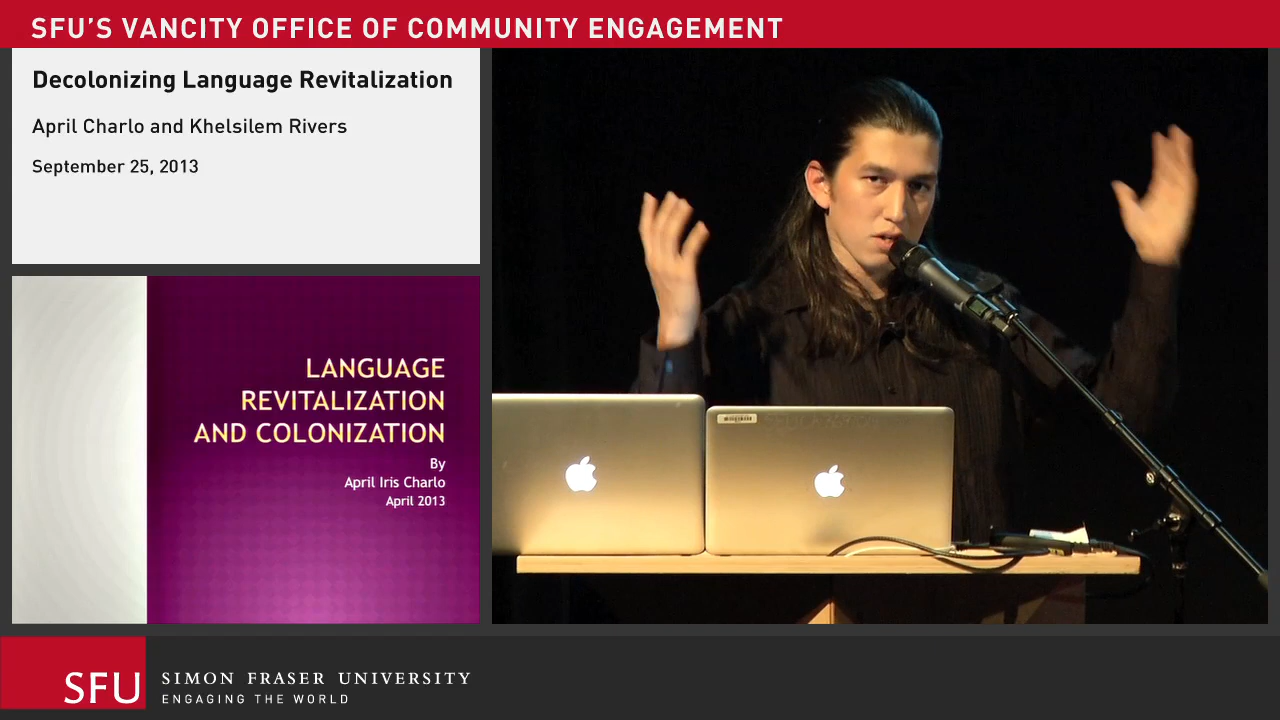 SFU'S VANCITY OFFICE OF COMMUNITY ENGAGEMENT
Decolonizing Language Revitalization
April Charlo and Khelsilem Rivers
September 25, 2013
LANGUAGE
REVITALIZATION
AND COLONIZATION
By
April Iris Charlo
April 2013
SFU
SIMON FRASER UNIVERSITY
ENGAGING THE WORLD